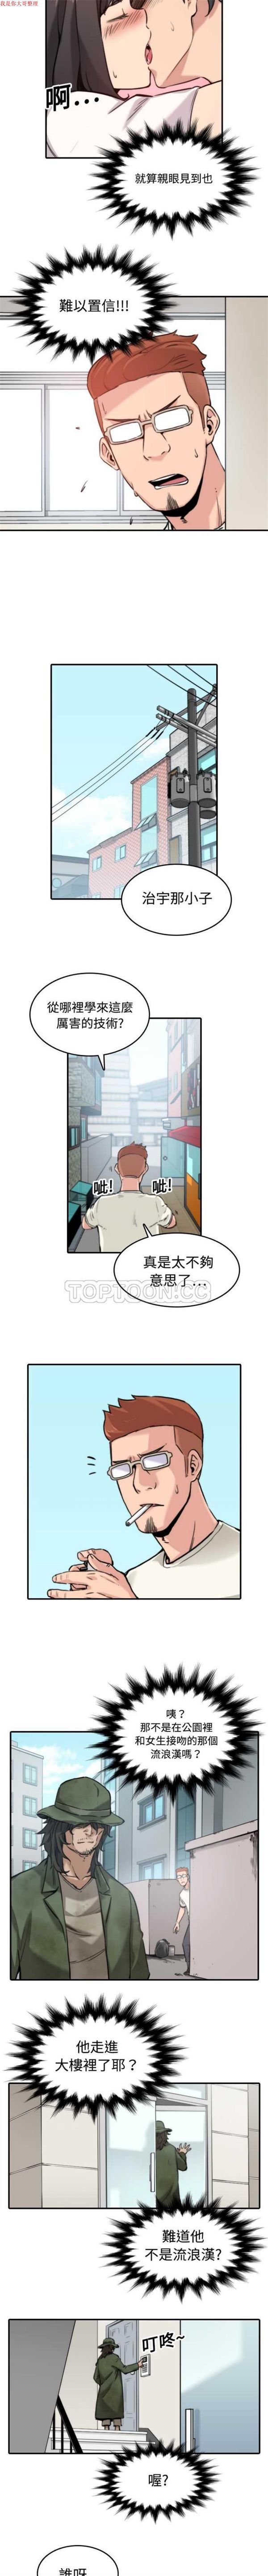 我是你大哥整理
啊...
就算親眼見到也
難以置信!!!
治宇那小子
從哪裡學來這麼
厲害的技術?
呲!
呲!
真是太不夠
意思了...
TOPTOON.CC
咦?
那不是在公園裡
和女生接吻的那個
流浪漢嗎?
他走進
大樓裡了耶?
難道他
不是流浪漢?
叮咚~
喔?
誰呀